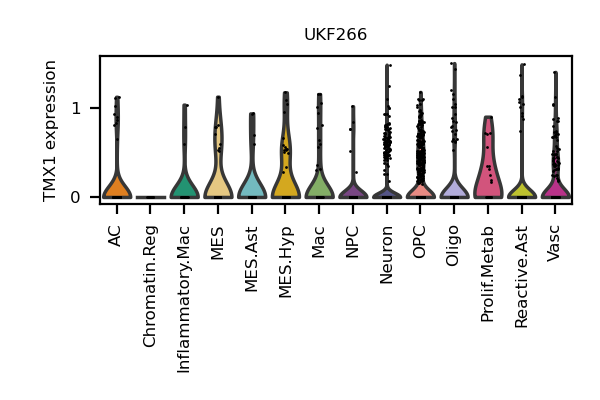 UKF266
TMX1 expression
1
0
AC
Chromatin.Reg
Inflammatory.Mac
MES
MES.Ast
MES.Hyp
Mac
NPC
Neuron
OPC
Oligo
Prolif.Metab
Reactive.Ast
Vasc